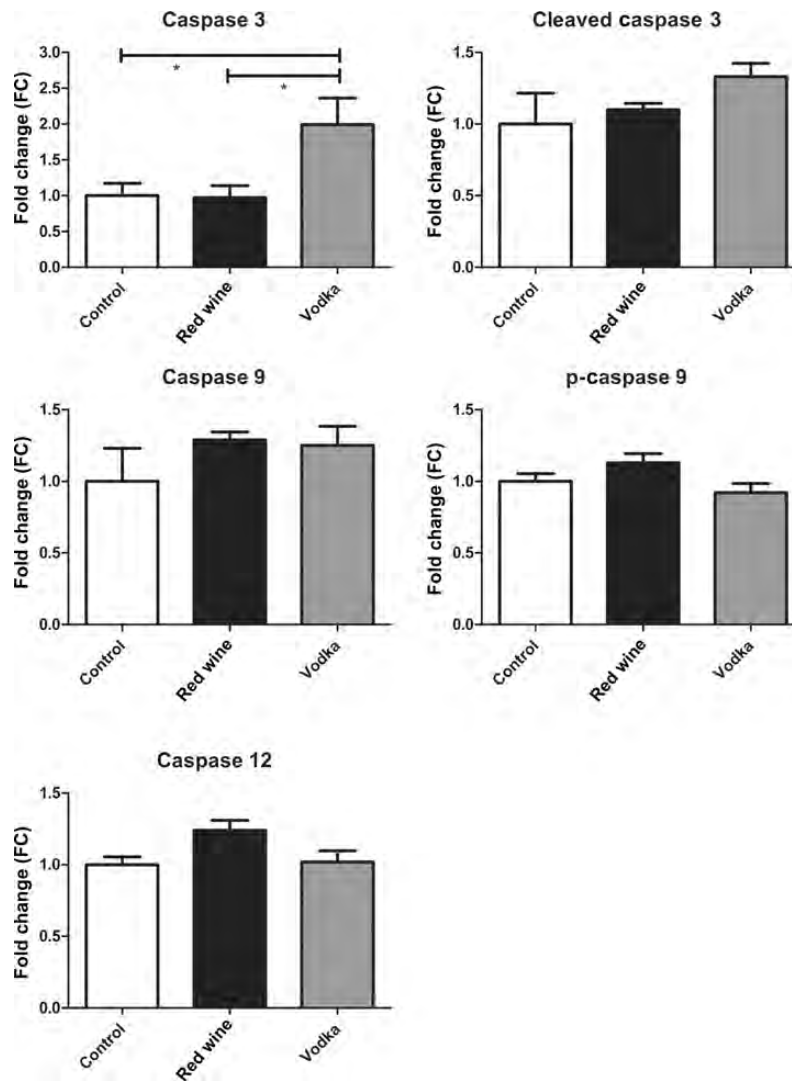 Caspase 3
Fold change (FC)
3.0
2.5
2.0
1.5
1.0
0.5
0.0
*
*
Control
Red wine
Vodka
Cleaved caspase 3
Fold change (FC)
1.5
1.0
0.5
0.0
Control
Red wine
Vodka
Caspase 9
Fold change (FC)
1.5
1.0
0.5
0.0
Control
Red wine
Vodka
p-caspase 9
Fold change (FC)
1.5
1.0
0.5
0.0
Control
Red wine
Vodka
Caspase 12
Fold change (FC)
1.5
1.0
0.5
0.0
Control
Red wine
Vodka